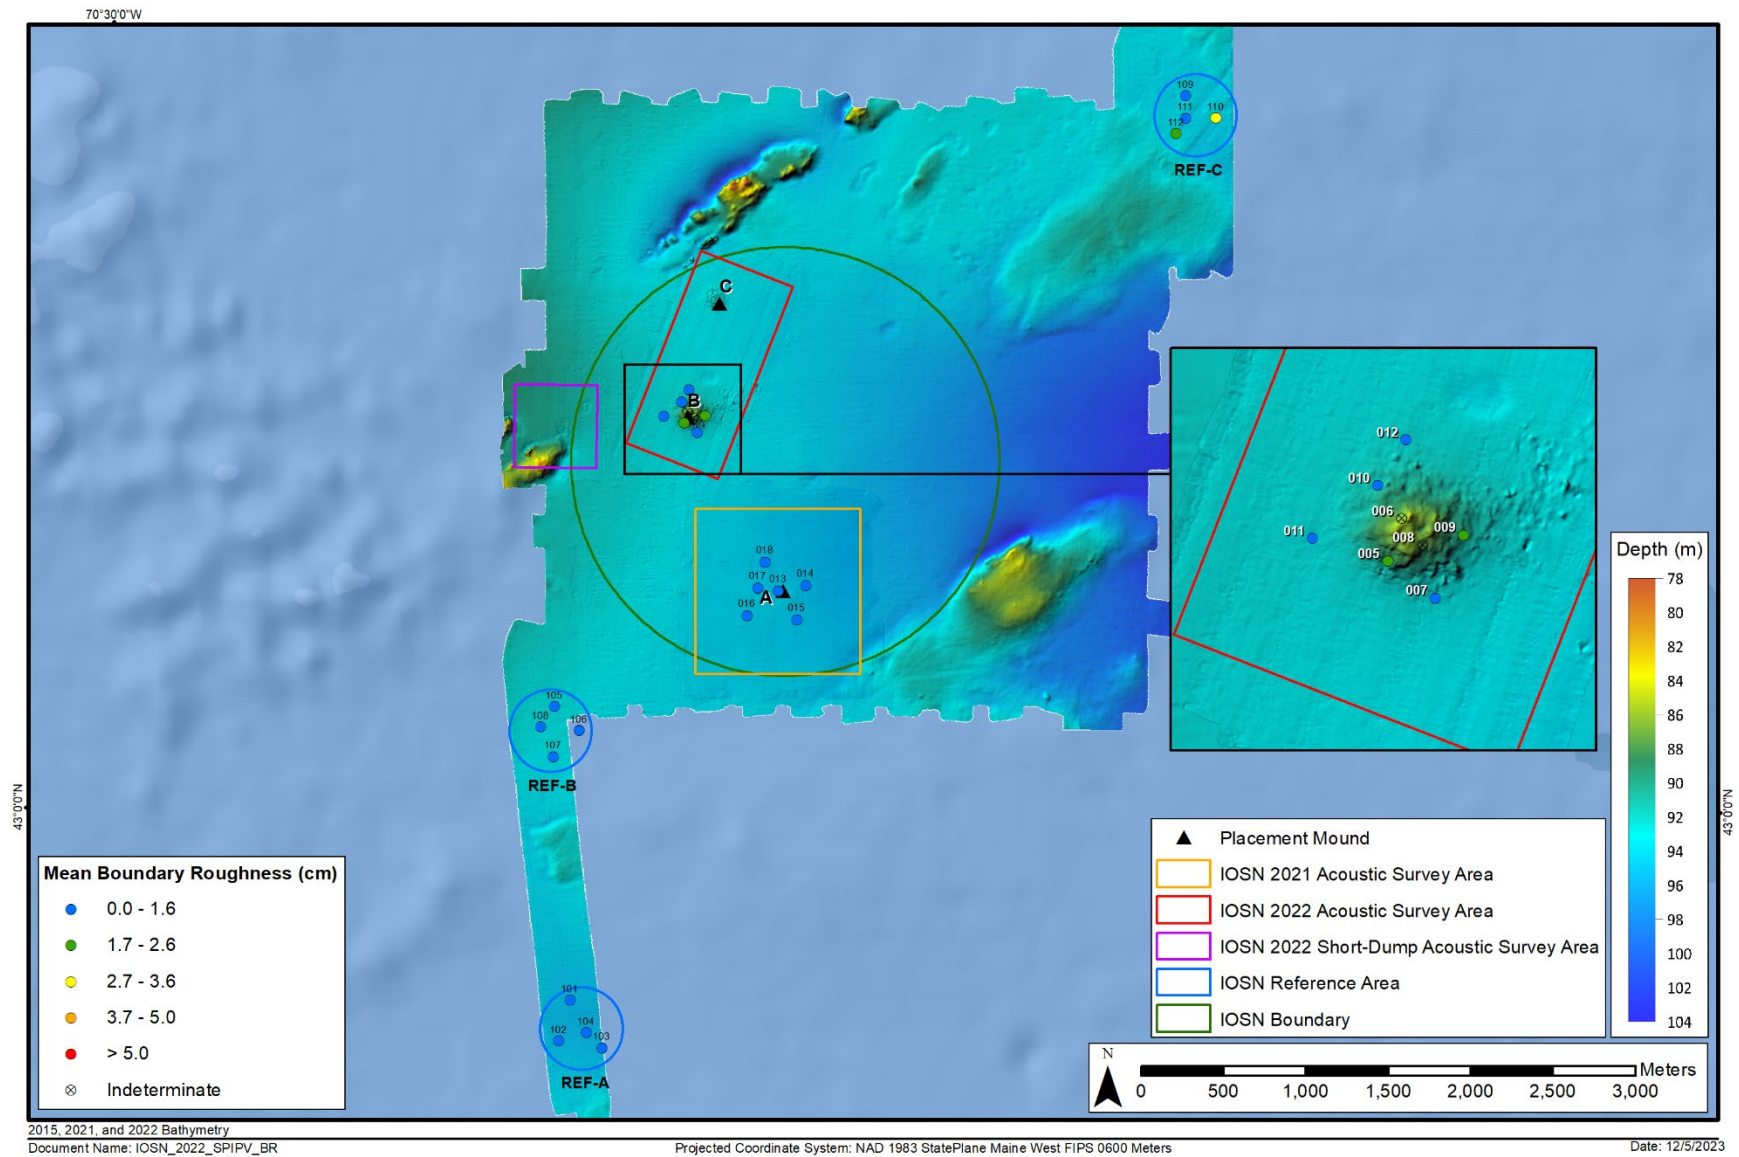 70°30'0"W
109
111
110
112
REF-C
C
B
012
010
006
009
011
008
005
007
018
017
013
014
A
016
015
105
108
106
107
REF-B
101
104
102
103
REF-A
43°0'0"N
43°0'0"N
Depth (m)
78
80
82
84
86
88
90
92
94
96
98
100
102
104
Placement Mound
IOSN 2021 Acoustic Survey Area
IOSN 2022 Acoustic Survey Area
IOSN 2022 Short-Dump Acoustic Survey Area
IOSN Reference Area
IOSN Boundary
Mean Boundary Roughness (cm)
0.0 - 1.6
1.7 - 2.6
2.7 - 3.6
3.7 - 5.0
> 5.0
Indeterminate
N
Meters
0 500 1,000 1,500 2,000 2,500 3,000
2015, 2021, and 2022 Bathymetry
Document Name: IOSN_2022_SPIPV_BR
Projected Coordinate System: NAD 1983 StatePlane Maine West FIPS 0600 Meters
Date: 12/5/2023